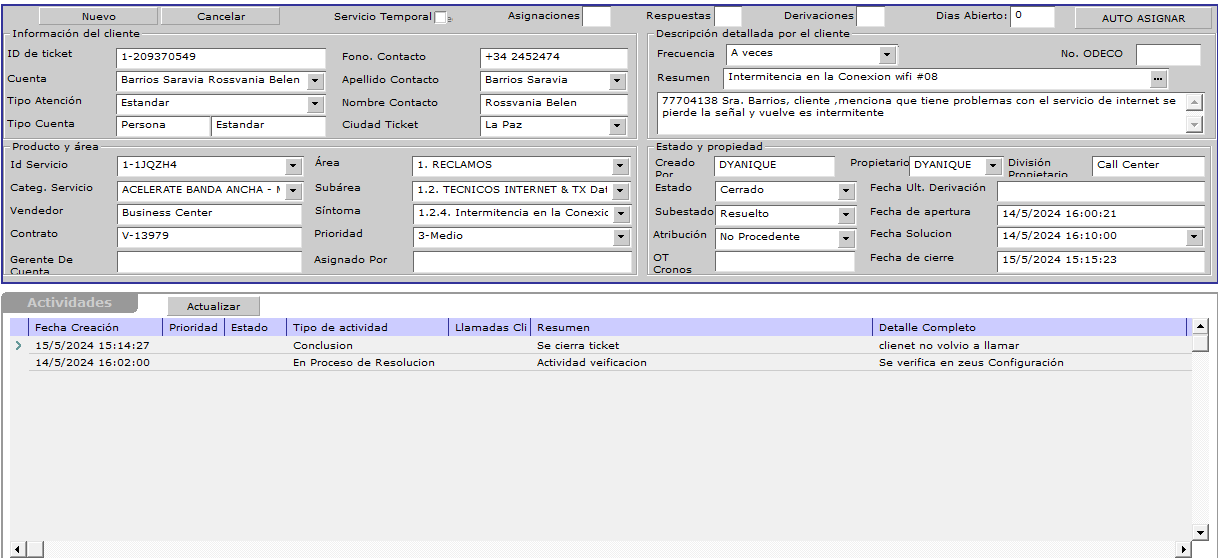 Nuevo Cancelar Servicio Temporal Asignaciones Respuestas Derivaciones Dias Abierto: 0 AUTO ASIGNAR
Información del cliente
ID de ticket 1-209370549 Fono. Contacto +34 2452474
Cuenta Barrios Saravia Rossvania Belen Apellido Contacto Barrios Saravia
Tipo Atención Estandar Nombre Contacto Rossvania Belen
Tipo Cuenta Persona Estandar Ciudad Ticket La Paz
Descripción detallada por el cliente
Frecuencia A veces No. ODECO
Resumen Intermitencia en la Conexion wifi #08
77704138 Sra. Barrios, cliente ,menciona que tiene problemas con el servicio de internet se
pierde la señal y vuelve es intermitente
Producto y área
Id Servicio 1-1JQZH4 Área 1. RECLAMOS
Categ. Servicio ACELERATE BANDA ANCHA - Subárea 1.2. TECNICOS INTERNET & TX Dat
Vendedor Business Center Síntoma 1.2.4. Intermitencia en la Conexic
Contrato V-13979 Prioridad 3-Medio
Gerente De Asignado Por
Cuenta
Estado y propiedad
Creado DYANIQUE Propietario DYANIQUE División Call Center
Por Propietario
Estado Cerrado Fecha Ult. Derivación
Subestado Resuelto Fecha de apertura 14/5/2024 16:00:21
Atribución No Procedente Fecha Solucion 14/5/2024 16:10:00
OT Fecha de cierre 15/5/2024 15:15:23
Cronos
Actividades Actualizar
Fecha Creación Prioridad Estado Tipo de actividad Llamadas Cli Resumen Detalle Completo
15/5/2024 15:14:27 Conclusion Se cierra ticket clienet no volvio a llamar
14/5/2024 16:02:00 En Proceso de Resolucion Actividad veificacion Se verifica en zeus Configuración